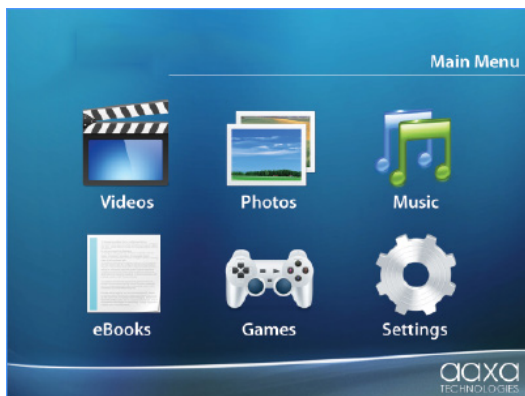 Main Menu
Videos Photos Music
eBooks Games Settings
aaxa
TECHNOLOGIES